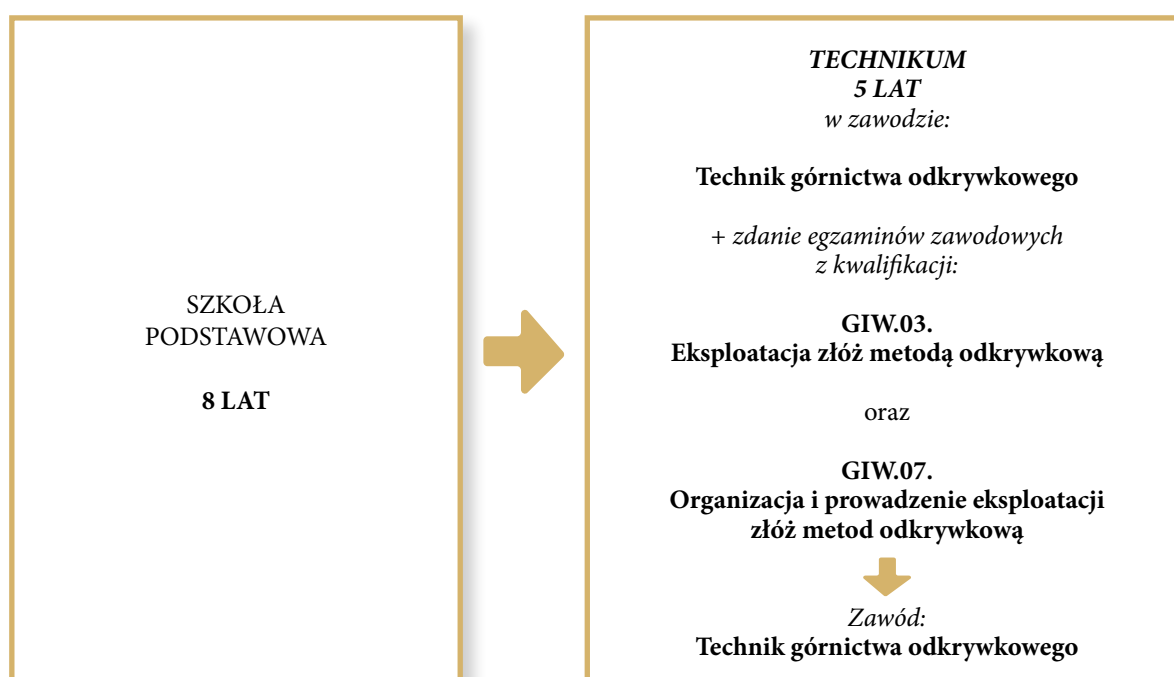 SZKOŁA
PODSTAWOWA
8 LAT
TECHNIKUM
5 LAT
w zawodzie:
Technik górnictwa odkrywkowego
+ zdanie egzaminów zawodowych
z kwalifikacji:
GIW.03.
Eksploatacja złóż metodą odkrywkową
oraz
GIW.07.
Organizacja i prowadzenie eksploatacji
złóż metod odkrywkową
Zawód:
Technik górnictwa odkrywkowego